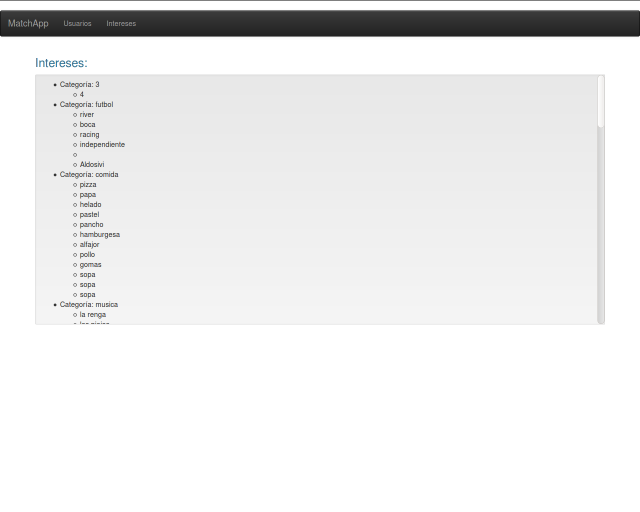 MatchApp Usuarios Intereses
Intereses:
Categoría: 3
4
Categoría: futbol
river
boca
racing
independiente
Aldosivi
Categoría: comida
pizza
papa
helado
pastel
pancho
hamburgesa
alfajor
pollo
gomas
sopa
sopa
sopa
Categoría: musica
la renga